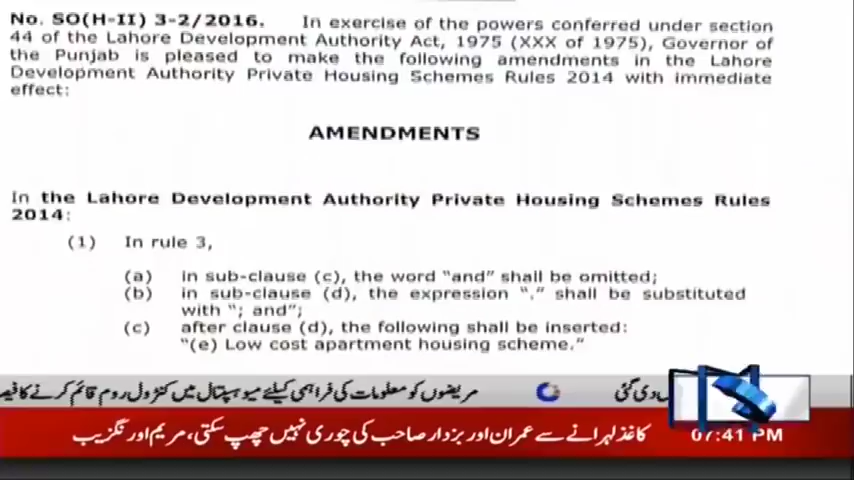 No. SO(H-II) 3-2/2016. In exercise of the powers conferred under section
44 of the Lahore Development Authority Act, 1975 (XXX of 1975), Governor of
the Punjab is pleased to make the following amendments in the Lahore
Development Authority Private Housing Schemes Rules 2014 with immediate
effect:
AMENDMENTS
In the Lahore Development Authority Private Housing Schemes Rules
2014:
(1) In rule 3,
(a) in sub-clause (c), the word "and" shall be omitted;
(b) in sub-clause (d), the expression "." shall be substituted
with "; and";
(c) after clause (d), the following shall be inserted:
"(e) Low cost apartment housing scheme."
دی گئی مریضوں کو معلومات کی فراہمی کیلئے میو ہسپتال میں کنٹرول روم قائم کرنے کا
کاغذ لہرانے سے عمران اور بزدار صاحب کی چوری نہیں چھپ سکتی، مریم اورنگزیب
07:41 PM